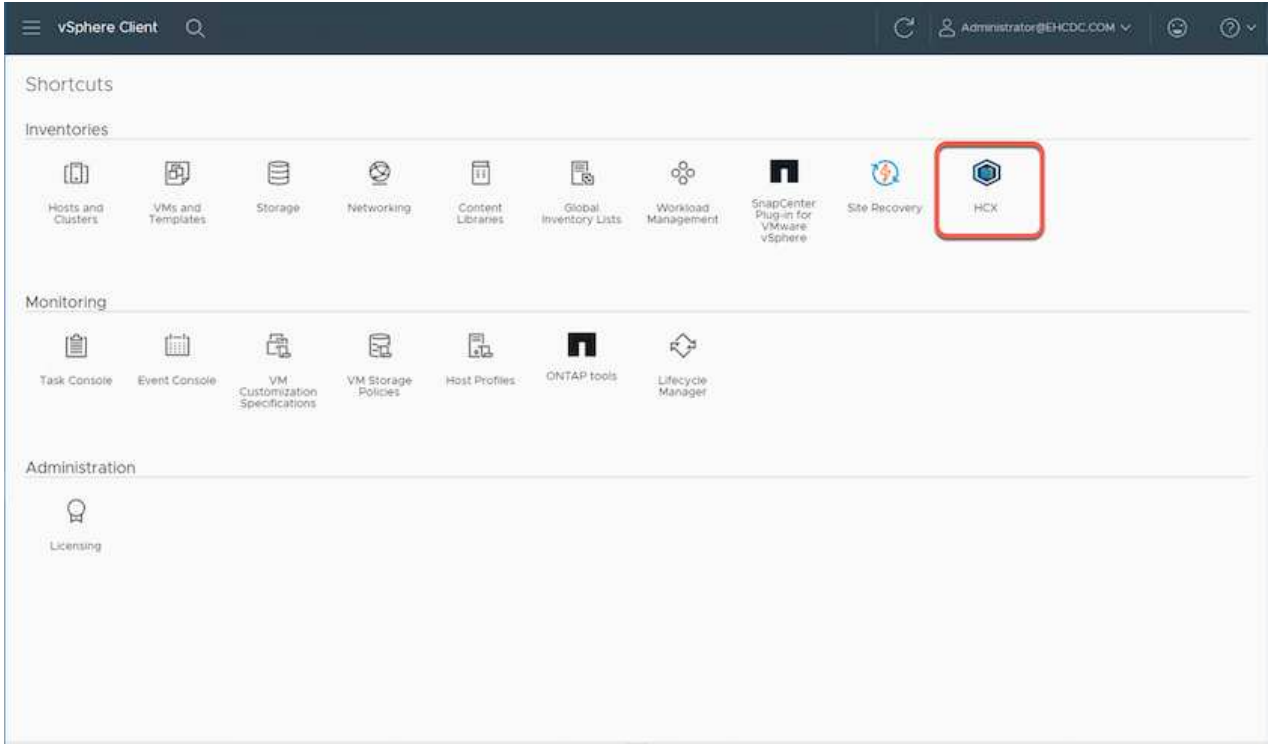 vSphere Client
Administrator@EHCDC.COM
Shortcuts
Inventories
Hosts and
Clusters
VMs and
Templates
Storage
Networking
Content
Libraries
Global
Inventory Lists
Workload
Management
SnapCenter
Plug-in for
VMware
vSphere
Site Recovery
HCX
Monitoring
Task Console
Event Console
VM
Customization
Specifications
VM Storage
Policies
Host Profiles
ONTAP tools
Lifecycle
Manager
Administration
Licensing